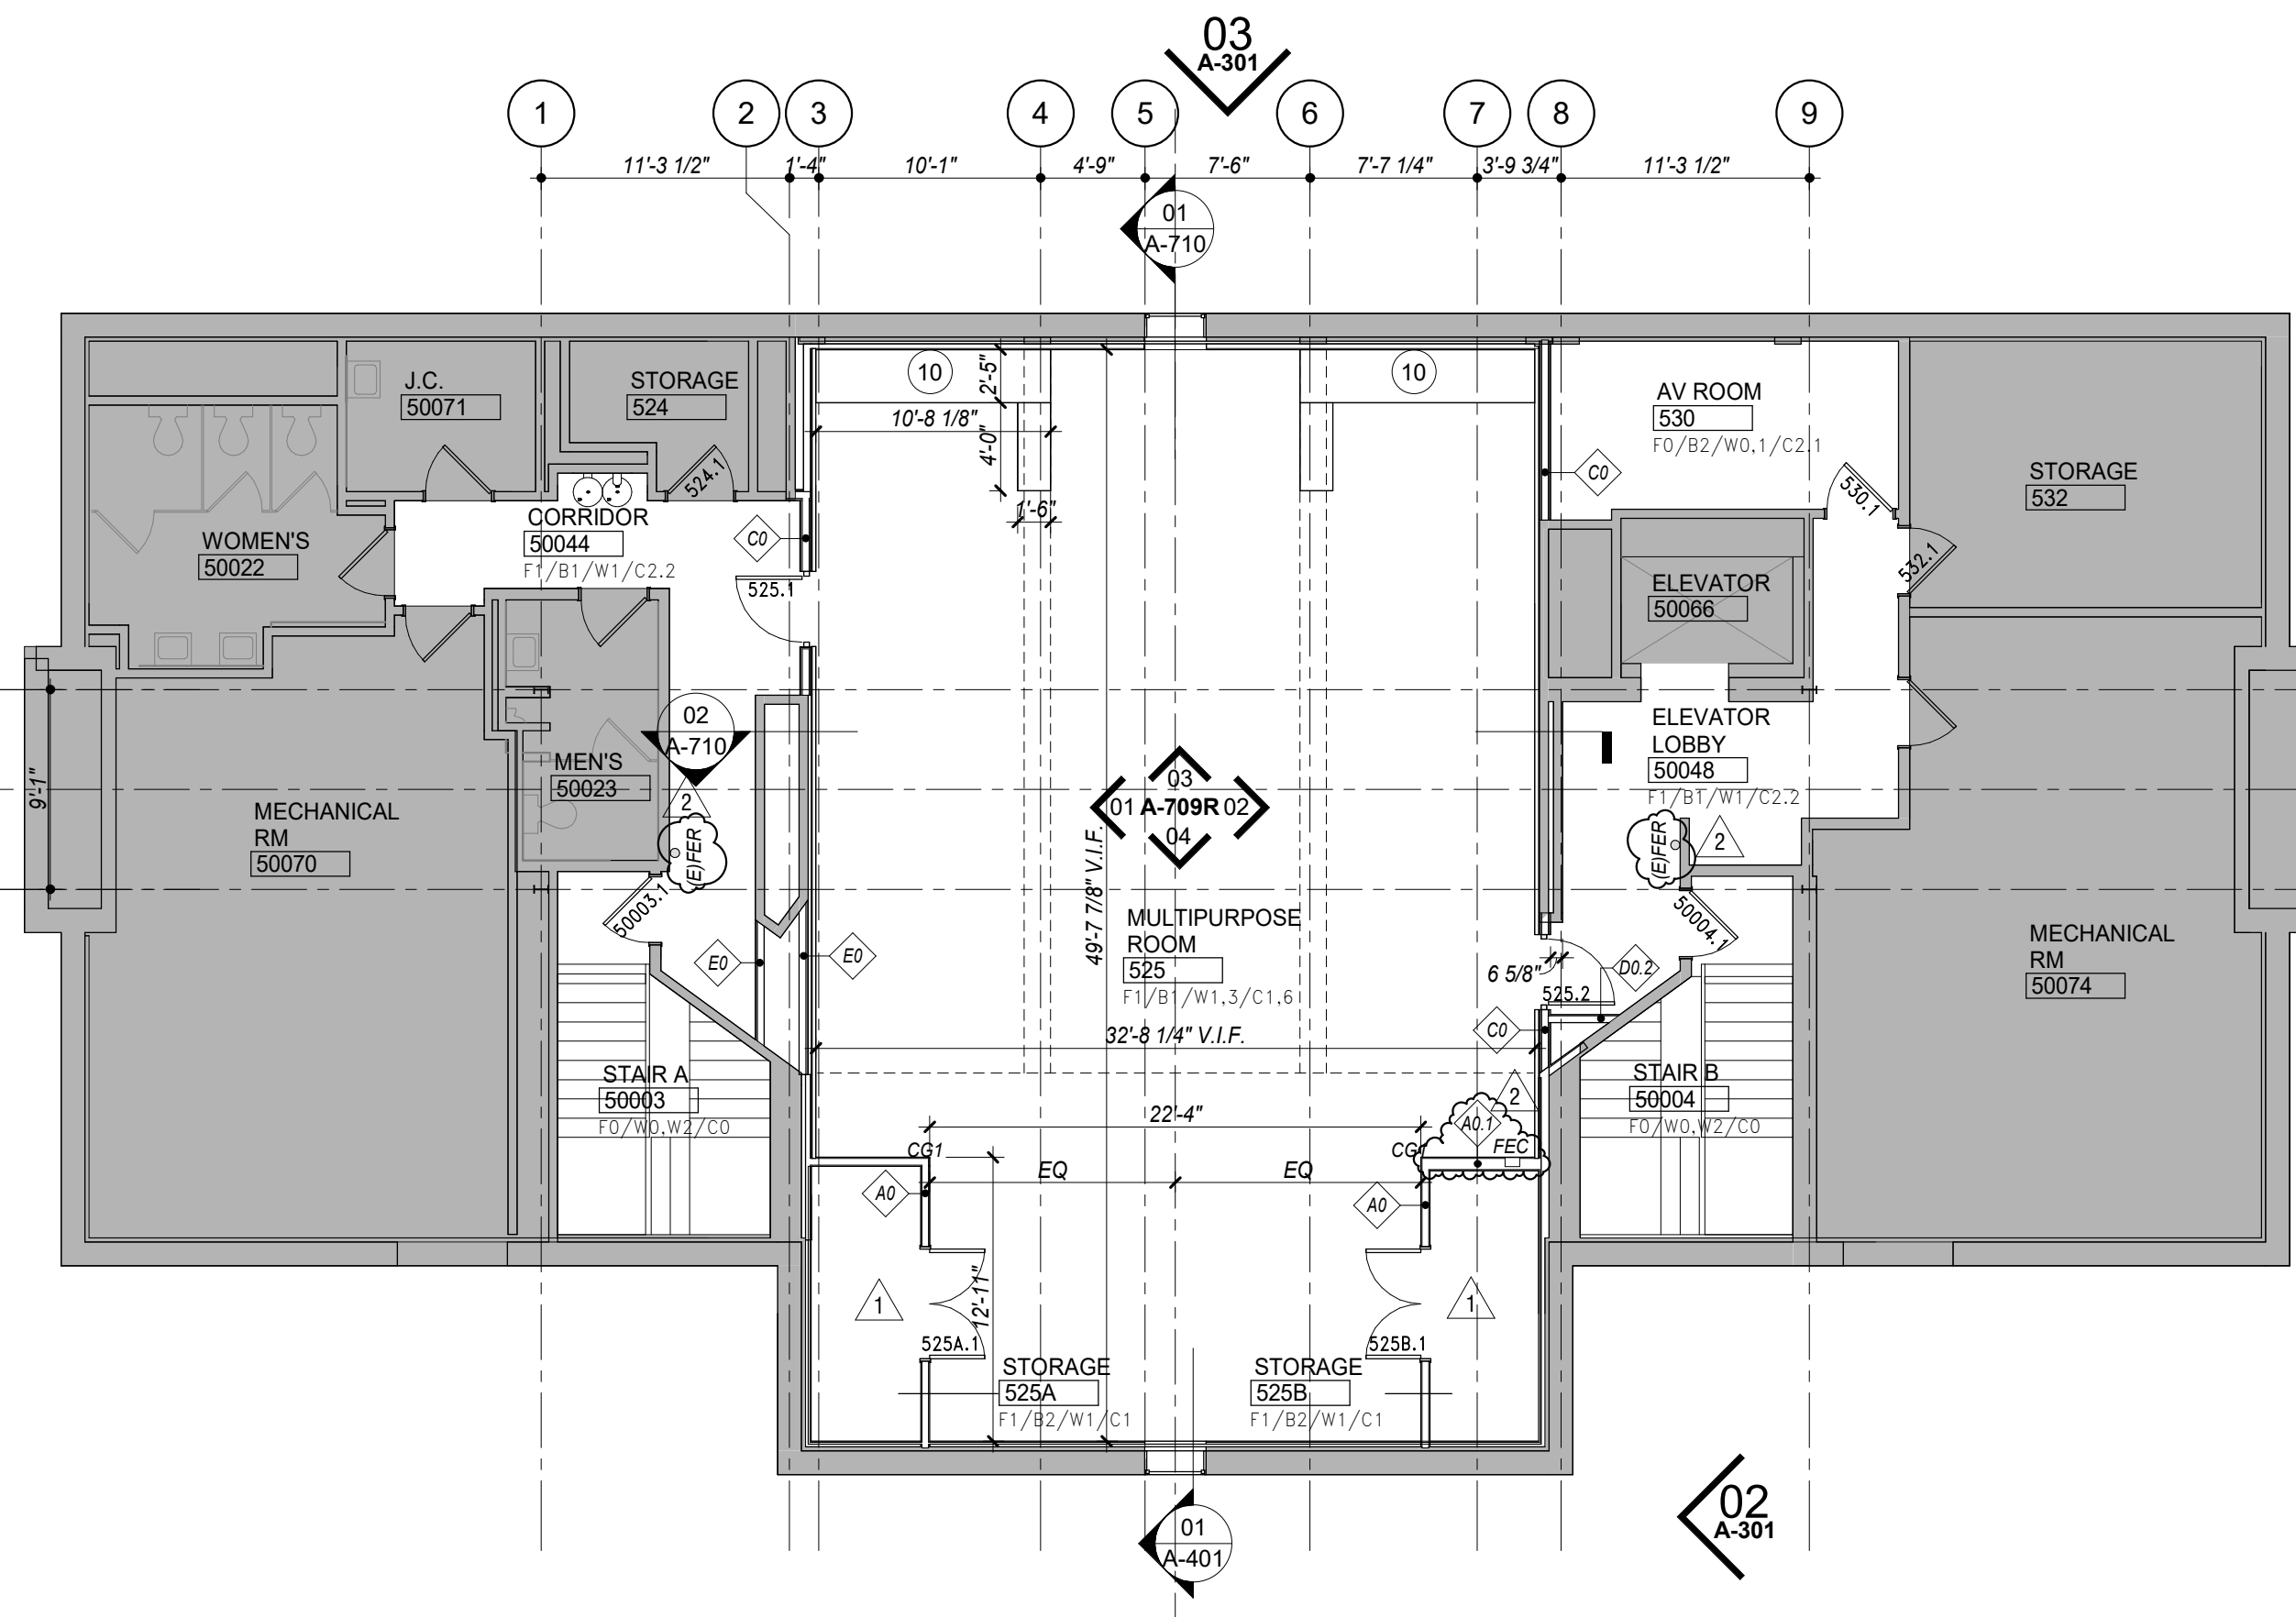 03
A-301
1
2
3
4
5
6
7
8
9
11'-3 1/2"
1'-4"
10'-1"
4'-9"
7'-6"
7'-7 1/4"
3'-9 3/4"
11'-3 1/2"
01
A-710
10
10
2'-5"
10'-8 1/8"
4'-0"
1'-6"
J.C.
50071
STORAGE
524
524.1
AV ROOM
530
F0/B2/W0,1/C2.1
C0
530.1
STORAGE
532
532.1
CORRIDOR
50044
F1/B1/W1/C2.2
C0
525.1
WOMEN'S
50022
ELEVATOR
50066
ELEVATOR
LOBBY
50048
F1/B1/W1/C2.2
02
A-710
MEN'S
50023
2
(E)FER
9'-1"
MECHANICAL
RM
50070
03
01 A-709R 02
04
49'-7 7/8" V.I.F.
(E)FER
2
50003.1
50004.1
MULTIPURPOSE
ROOM
525
F1/B1/W1,3/C1,6
E0
E0
6 5/8"
D0.2
525.2
C0
MECHANICAL
RM
50074
32'-8 1/4" V.I.F.
STAIR A
50003
F0/W0,W2/C0
STAIR B
50004
F0/W0,W2/C0
22'-4"
2
A0.1
FEC
CG1
CG1
EQ
EQ
A0
A0
12'-11"
1
1
525A.1
525B.1
STORAGE
525A
F1/B2/W1/C1
STORAGE
525B
F1/B2/W1/C1
01
A-401
02
A-301